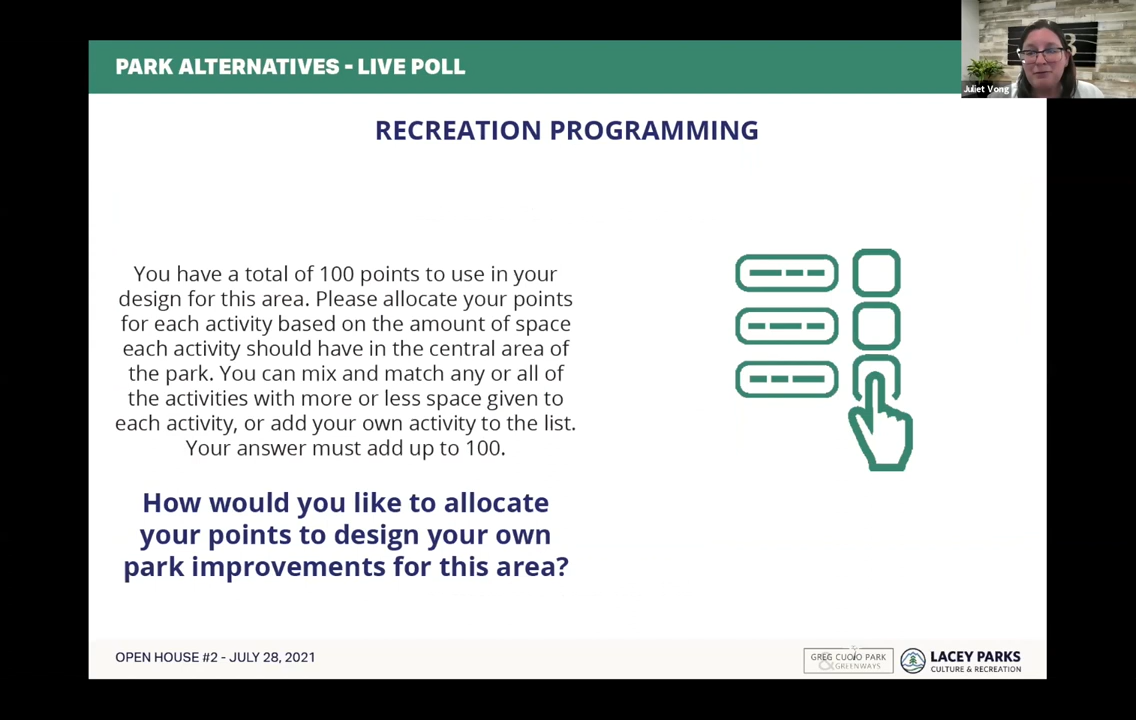 PARK ALTERNATIVES - LIVE POLL
Juliet Vong
RECREATION PROGRAMMING
You have a total of 100 points to use in your
design for this area. Please allocate your points
for each activity based on the amount of space
each activity should have in the central area of
the park. You can mix and match any or all of
the activities with more or less space given to
each activity, or add your own activity to the list.
Your answer must add up to 100.
How would you like to allocate
your points to design your own
park improvements for this area?
OPEN HOUSE #2 - JULY 28, 2021
GREG CUOIO PARK
& GREENWAYS
LACEY PARKS
CULTURE & RECREATION